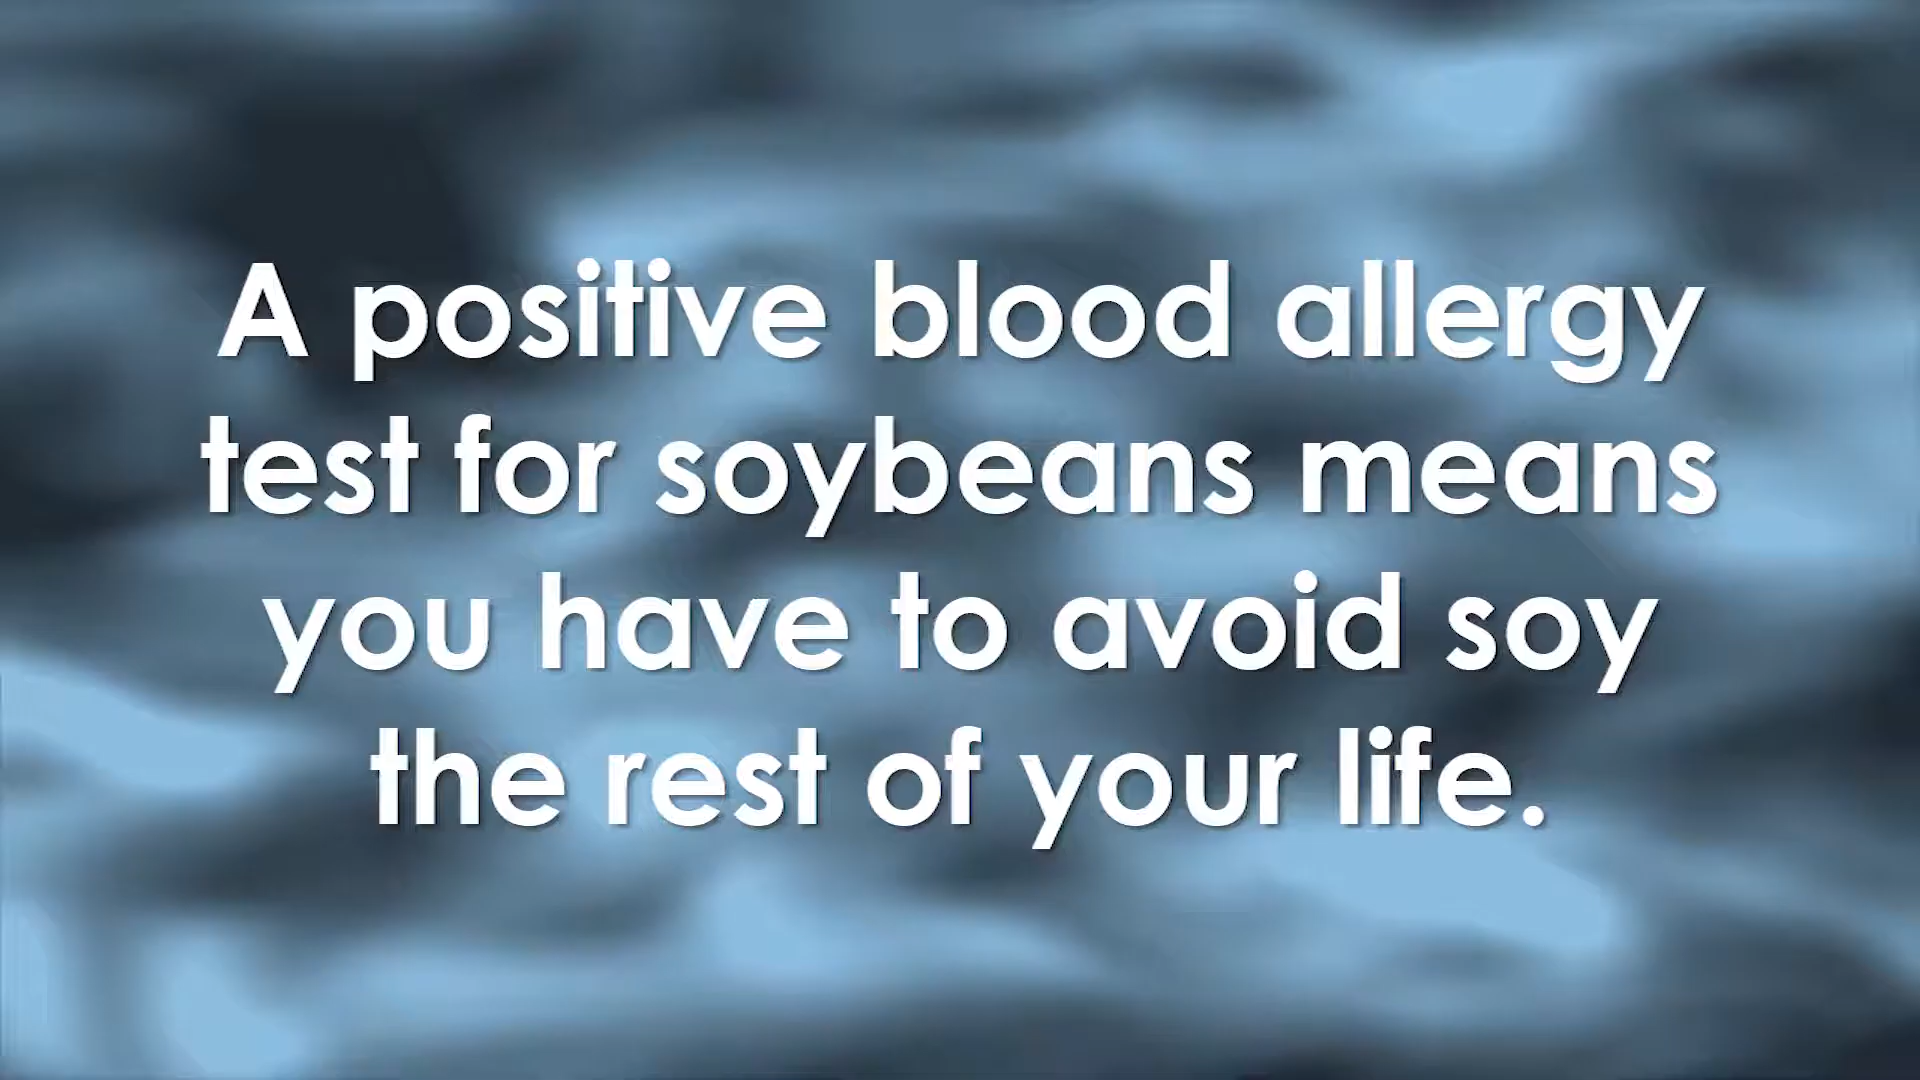 A positive blood allergy
test for soybeans means
you have to avoid soy
the rest of your life.